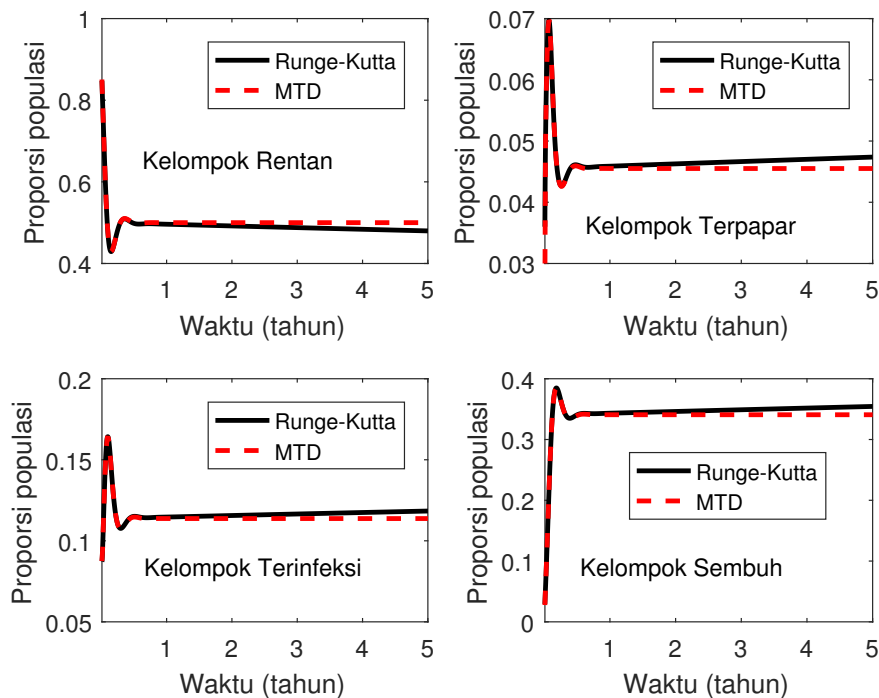 1
0.8
0.6
0.4
Proporsi populasi
Runge-Kutta
MTD
Kelompok Rentan
1 2 3 4 5
Waktu (tahun)
0.07
0.06
0.05
0.04
0.03
Proporsi populasi
Runge-Kutta
MTD
Kelompok Terpapar
1 2 3 4 5
Waktu (tahun)
0.2
0.15
0.1
0.05
Proporsi populasi
Runge-Kutta
MTD
Kelompok Terinfeksi
1 2 3 4 5
Waktu (tahun)
0.4
0.3
0.2
0.1
0
Proporsi populasi
Runge-Kutta
MTD
Kelompok Sembuh
1 2 3 4 5
Waktu (tahun)